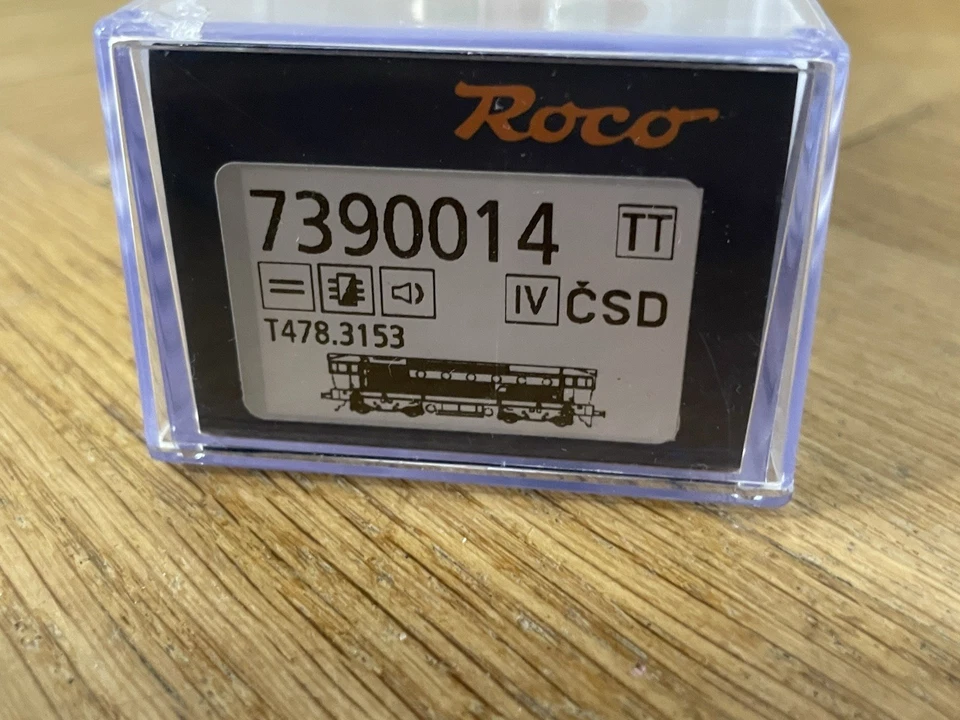 Roco
7390014 TT
IV ČSD
T478.3153